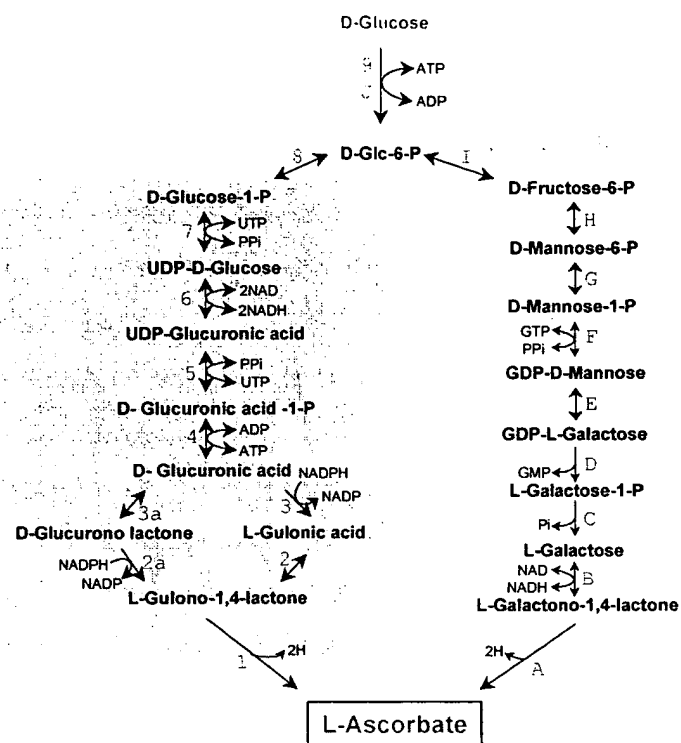 D-Glucose
9
ATP
ADP
D-Glc-6-P
8
I
D-Glucose-1-P
7
UTP
PPi
UDP-D-Glucose
6
2NAD
2NADH
UDP-Glucuronic acid
5
PPi
UTP
D- Glucuronic acid -1-P
4
ADP
ATP
D- Glucuronic acid
NADPH
3
NADP
3a
D-Glucurono lactone
L-Gulonic acid
NADPH
2a
NADP
2
L-Gulono-1,4-lactone
1
2H
D-Fructose-6-P
H
D-Mannose-6-P
G
D-Mannose-1-P
GTP
PPi
F
GDP-D-Mannose
E
GDP-L-Galactose
GMP
D
L-Galactose-1-P
Pi
C
L-Galactose
NAD
NADH
B
L-Galactono-1,4-lactone
2H
A
L-Ascorbate